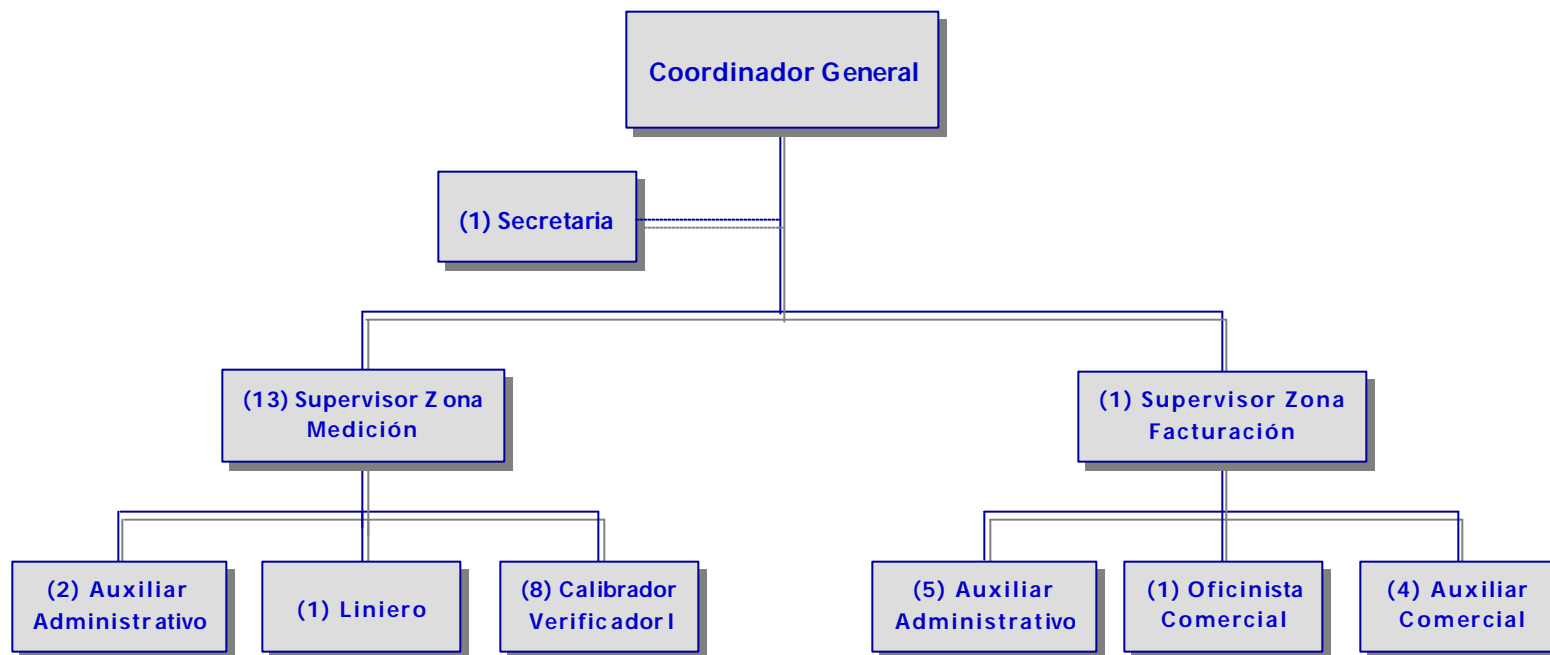 Coordinador General
(1) Secretaria
(13) Supervisor Zona
Medición
(1) Supervisor Zona
Facturación
(2) Auxiliar
Administrativo
(1) Liniero
(8) Calibrador
Verificador I
(5) Auxiliar
Administrativo
(1) Oficinista
Comercial
(4) Auxiliar
Comercial